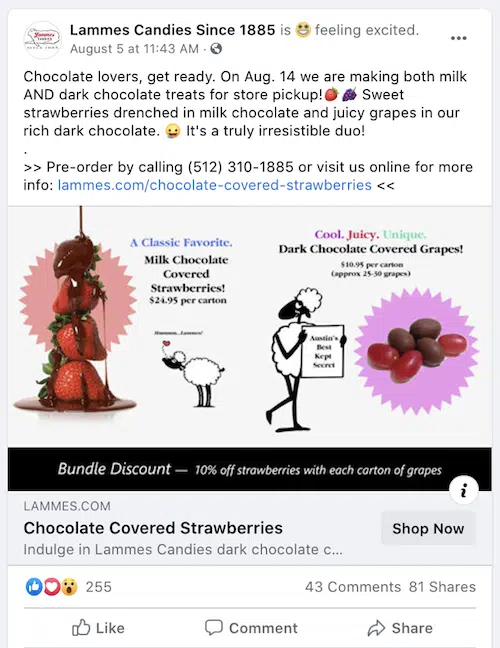 Lammes Candies Since 1885 is 😁 feeling excited.
August 5 at 11:43 AM ·
Chocolate lovers, get ready. On Aug. 14 we are making both milk
AND dark chocolate treats for store pickup!🍓🍇 Sweet
strawberries drenched in milk chocolate and juicy grapes in our
rich dark chocolate. 😀 It's a truly irresistible duo!
.
>> Pre-order by calling (512) 310-1885 or visit us online for more
info: lammes.com/chocolate-covered-strawberries <<
A Classic Favorite.
Milk Chocolate
Covered
Strawberries!
$24.95 per carton
Cool. Juicy. Unique.
Dark Chocolate Covered Grapes!
$10.95 per carton
(approx 25-30 grapes)
Austin's
Best
Kept
Secret
Bundle Discount — 10% off strawberries with each carton of grapes
LAMMES.COM
Chocolate Covered Strawberries
Indulge in Lammes Candies dark chocolate c...
Shop Now
255
43 Comments 81 Shares
Like
Comment
Share